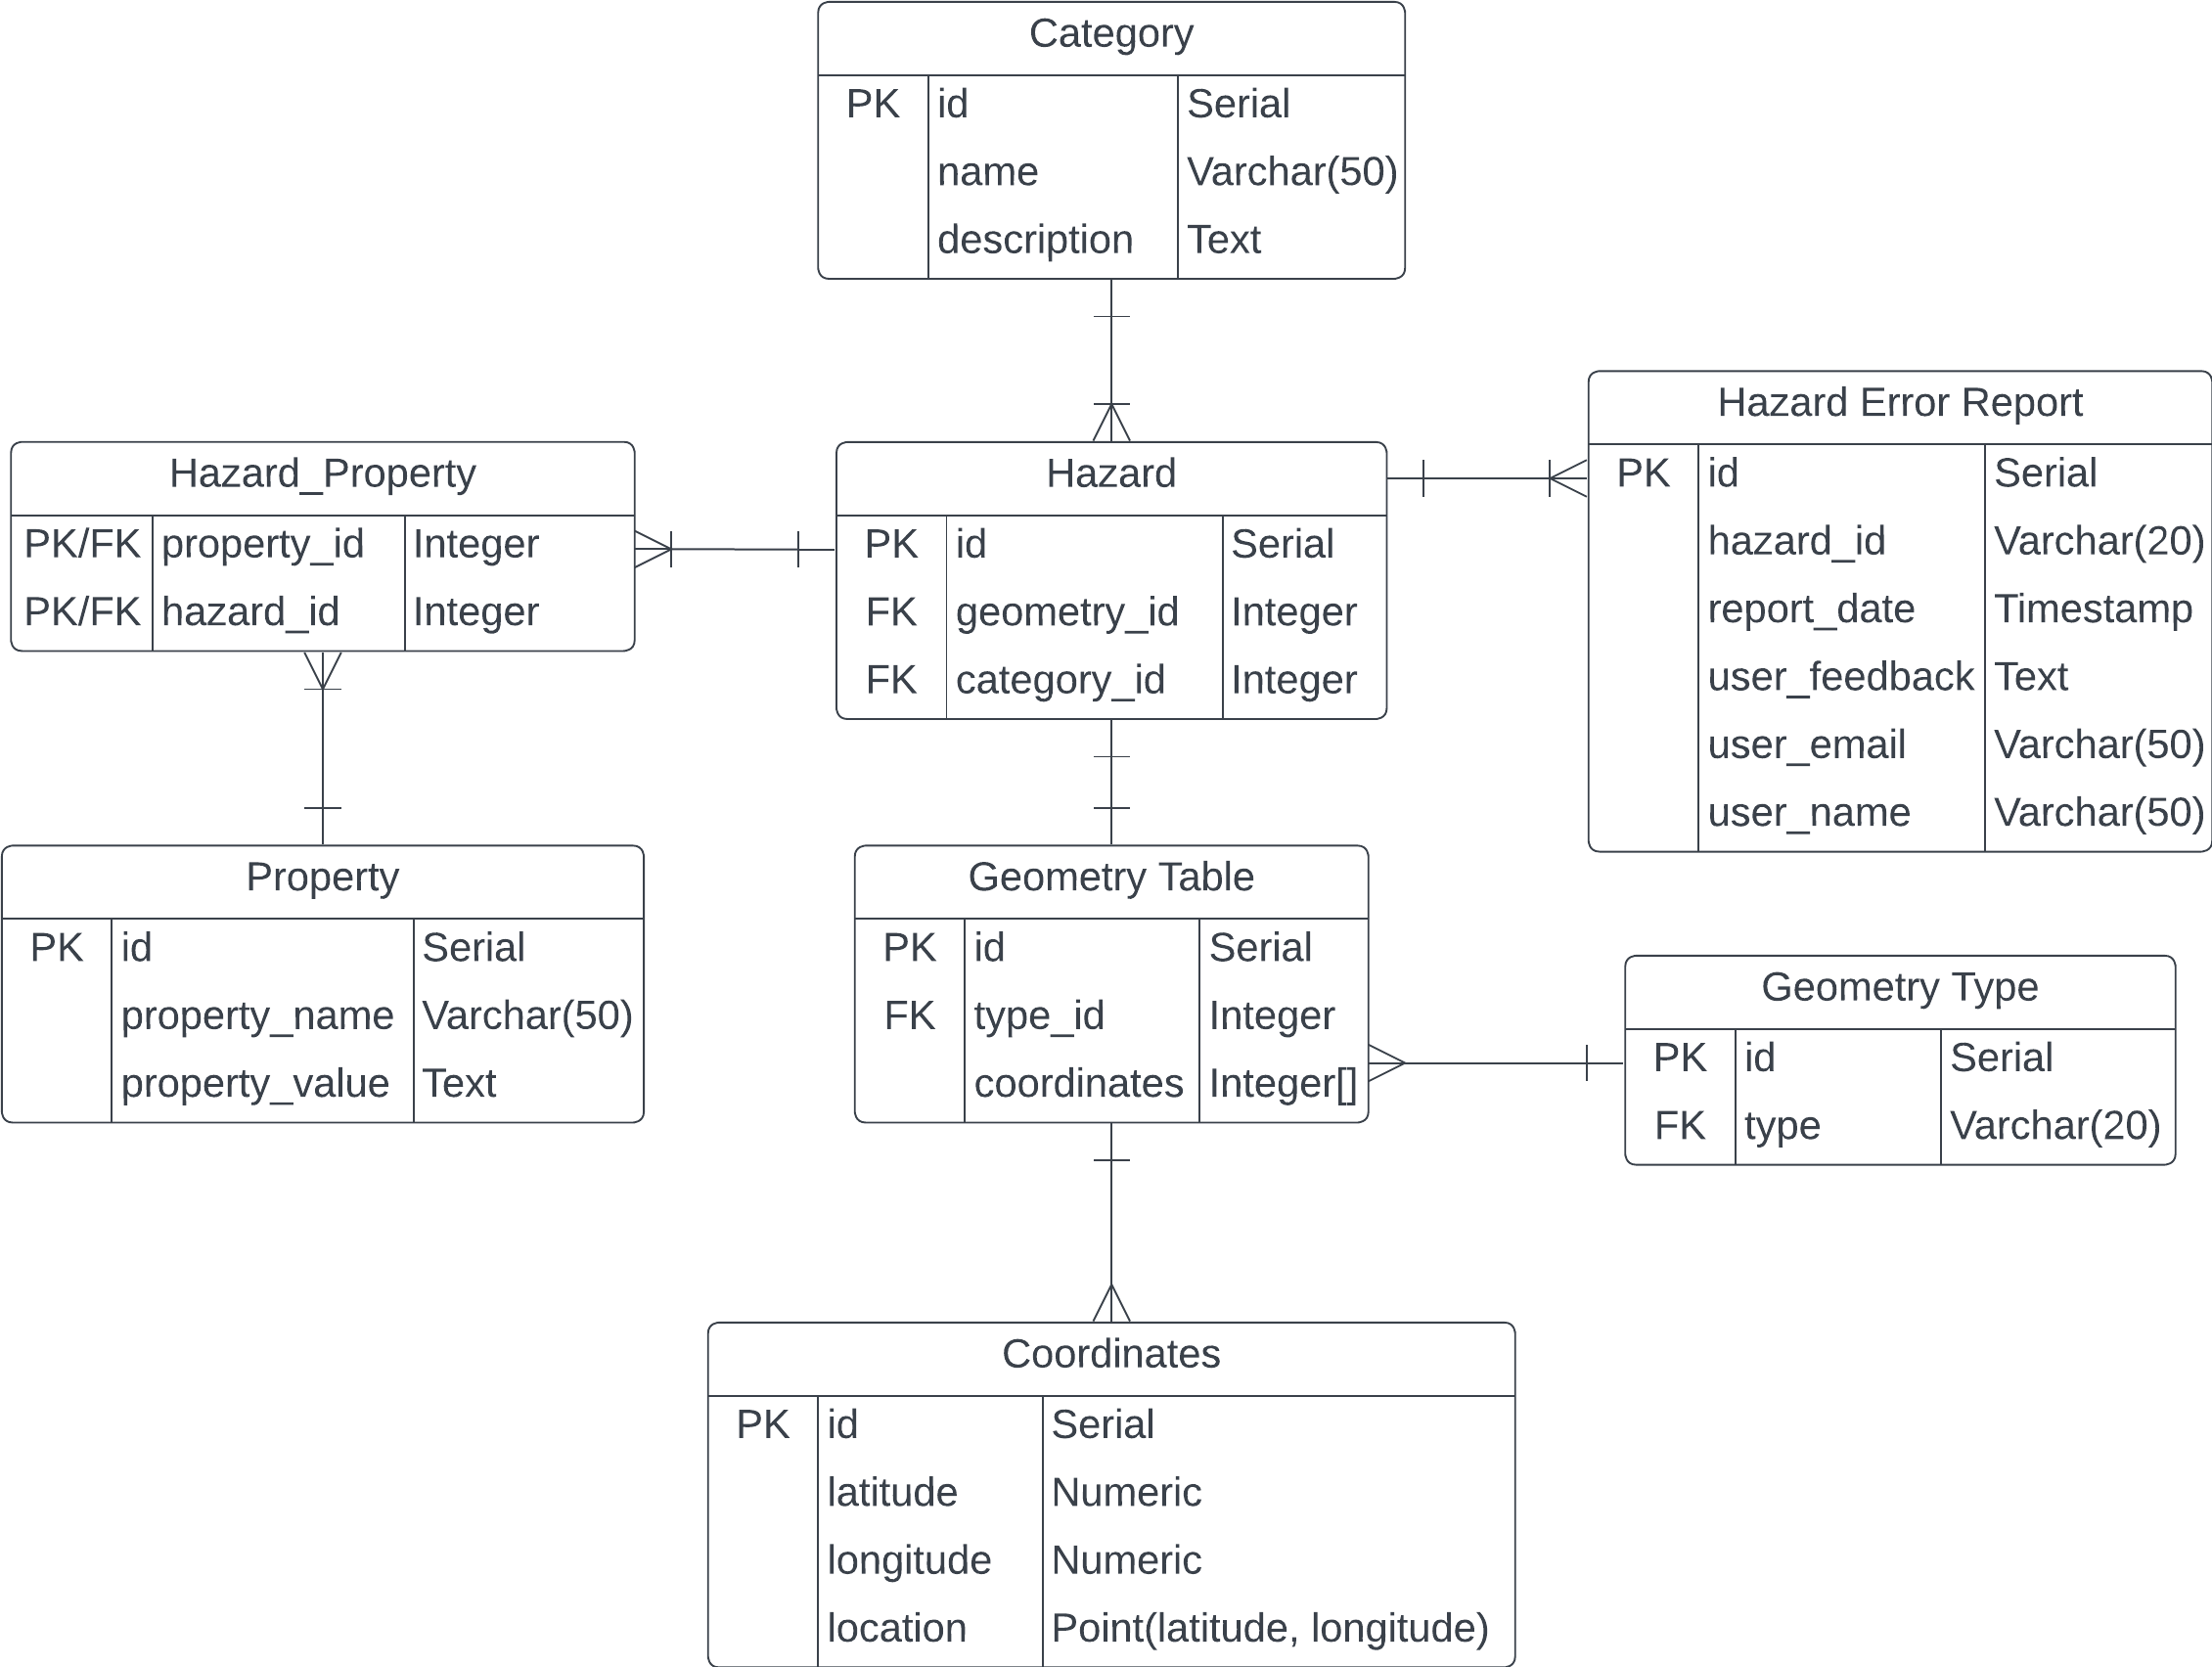 Category
PK id Serial
name Varchar(50)
description Text
Hazard Error Report
PK id Serial
hazard_id Varchar(20)
report_date Timestamp
user_feedback Text
user_email Varchar(50)
user_name Varchar(50)
Hazard_Property
PK/FK property_id Integer
PK/FK hazard_id Integer
Hazard
PK id Serial
FK geometry_id Integer
FK category_id Integer
Property
PK id Serial
property_name Varchar(50)
property_value Text
Geometry Table
PK id Serial
FK type_id Integer
coordinates Integer[]
Geometry Type
PK id Serial
FK type Varchar(20)
Coordinates
PK id Serial
latitude Numeric
longitude Numeric
location Point(latitude, longitude)